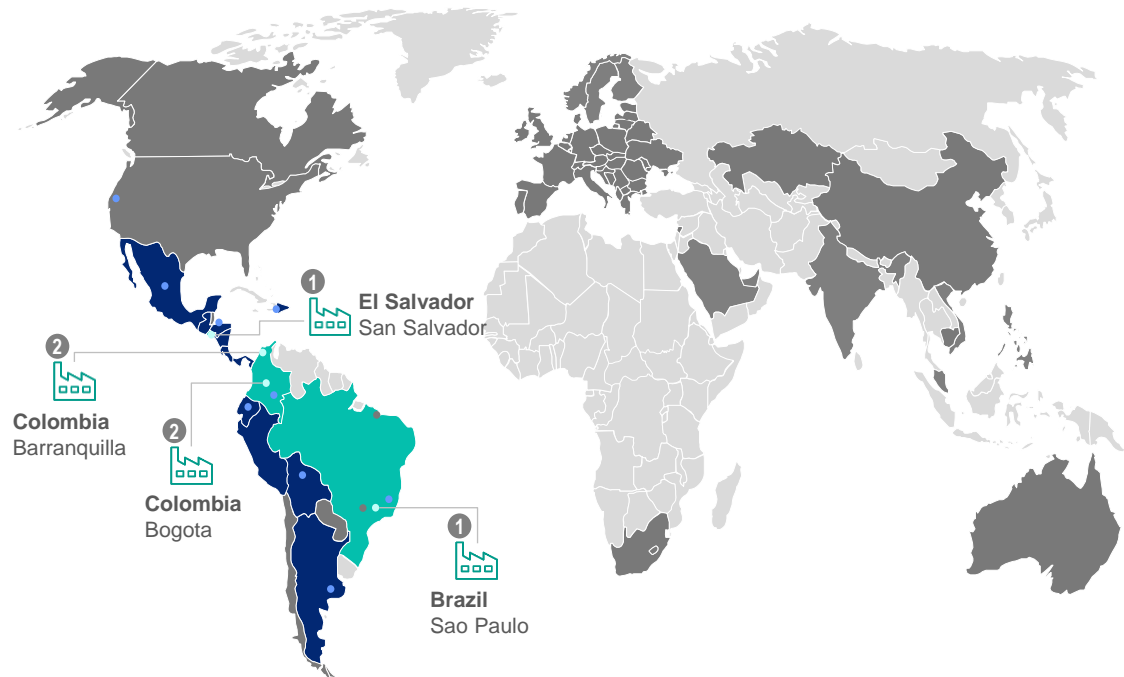 1
El Salvador
San Salvador
2
Colombia
Barranquilla
2
Colombia
Bogota
1
Brazil
Sao Paulo